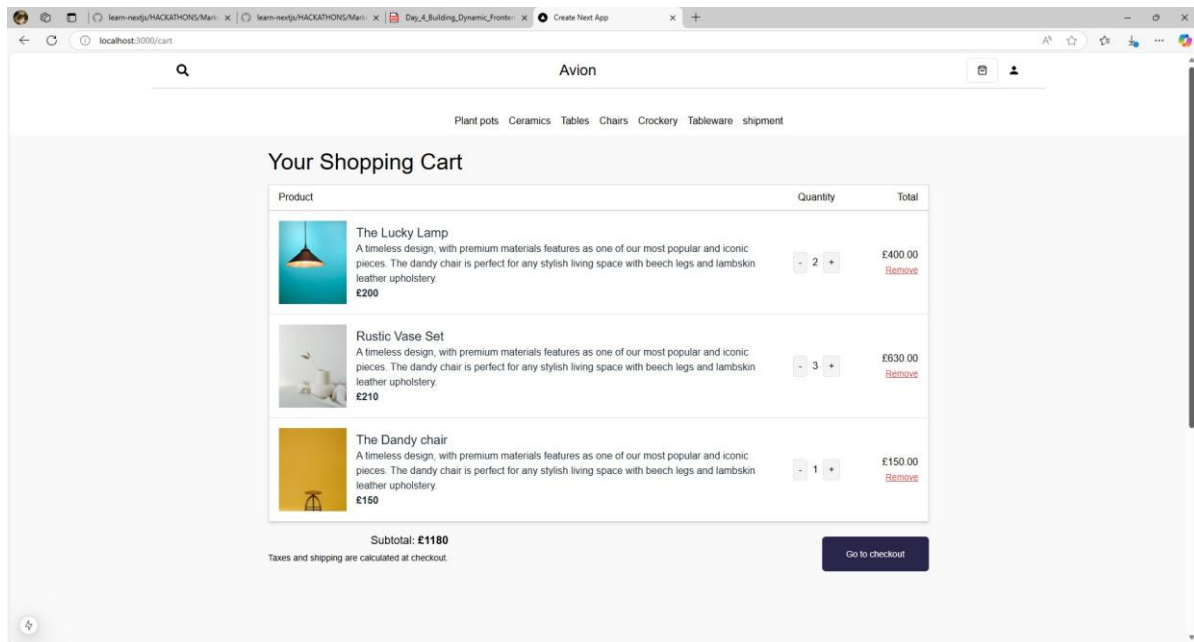 learn-nextjs/HACKATHONS/Mark
learn-nextjs/HACKATHONS/Mark
Day_4_Building_Dynamic_Fronten
Create Next App
localhost:3000/cart
Avion
Plant pots Ceramics Tables Chairs Crockery Tableware shipment
Your Shopping Cart
Product Quantity Total
The Lucky Lamp
A timeless design, with premium materials features as one of our most popular and iconic
pieces. The dandy chair is perfect for any stylish living space with beech legs and lambskin
leather upholstery.
£200
- 2 +
£400.00
Remove
Rustic Vase Set
A timeless design, with premium materials features as one of our most popular and iconic
pieces. The dandy chair is perfect for any stylish living space with beech legs and lambskin
leather upholstery.
£210
- 3 +
£630.00
Remove
The Dandy chair
A timeless design, with premium materials features as one of our most popular and iconic
pieces. The dandy chair is perfect for any stylish living space with beech legs and lambskin
leather upholstery.
£150
- 1 +
£150.00
Remove
Subtotal: £1180
Taxes and shipping are calculated at checkout.
Go to checkout